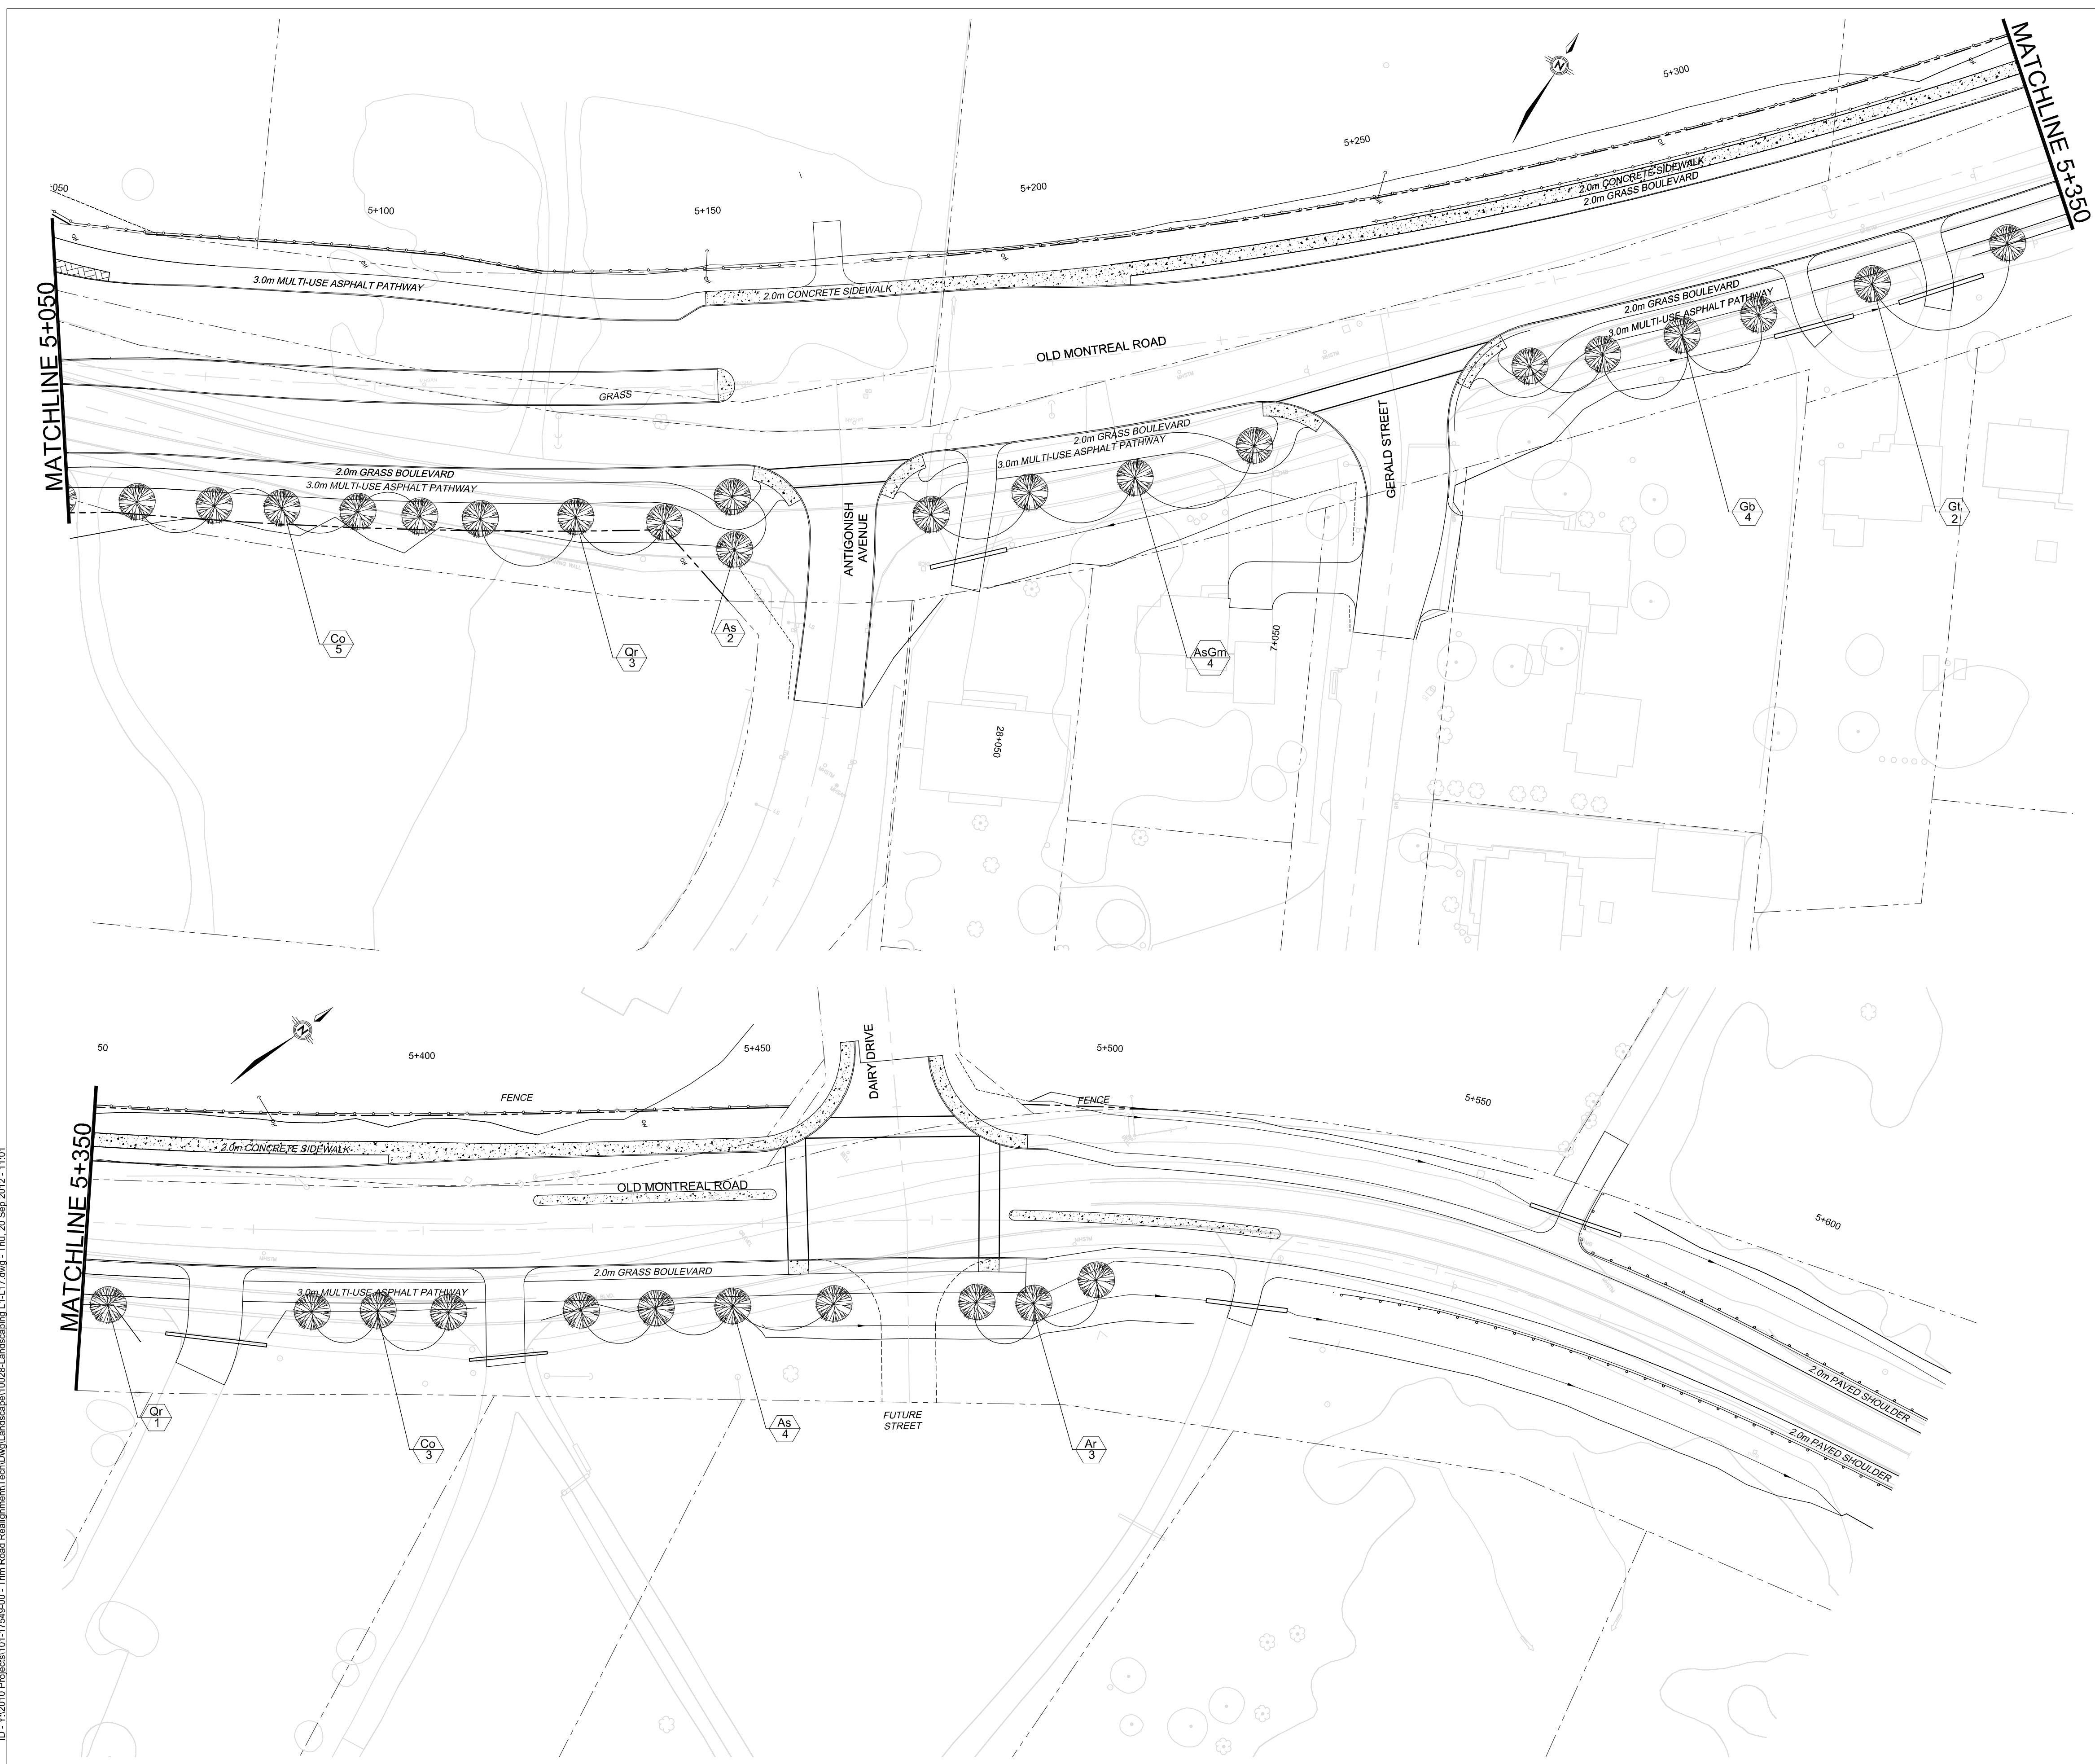 MATCHLINE 5+350
N
5+300
5+250
5+200
:050
5+100
5+150
2.0m CONCRETE SIDEWALK
2.0m GRASS BOULEVARD
3.0m MULTI-USE ASPHALT PATHWAY
2.0m CONCRETE SIDEWALK
MATCHLINE 5+050
OLD MONTREAL ROAD
GRASS
2.0m GRASS BOULEVARD
3.0m MULTI-USE ASPHALT PATHWAY
2.0m GRASS BOULEVARD
3.0m MULTI-USE ASPHALT PATHWAY
2.0m GRASS BOULEVARD
3.0m MULTI-USE ASPHALT PATHWAY
GERALD STREET
ANTIGONISH
AVENUE
Gb
4
Gt
2
Co
5
Qr
3
As
2
AsGm
4
7+050
28+050
N
50
5+400
5+450
DAIRY DRIVE
5+500
5+550
5+600
FENCE
FENCE
2.0m CONCRETE SIDEWALK
MATCHLINE 5+350
OLD MONTREAL ROAD
2.0m GRASS BOULEVARD
3.0m MULTI-USE ASPHALT PATHWAY
2.0m PAVED SHOULDER
2.0m PAVED SHOULDER
Qr
1
Co
3
As
4
FUTURE
STREET
Ar
3